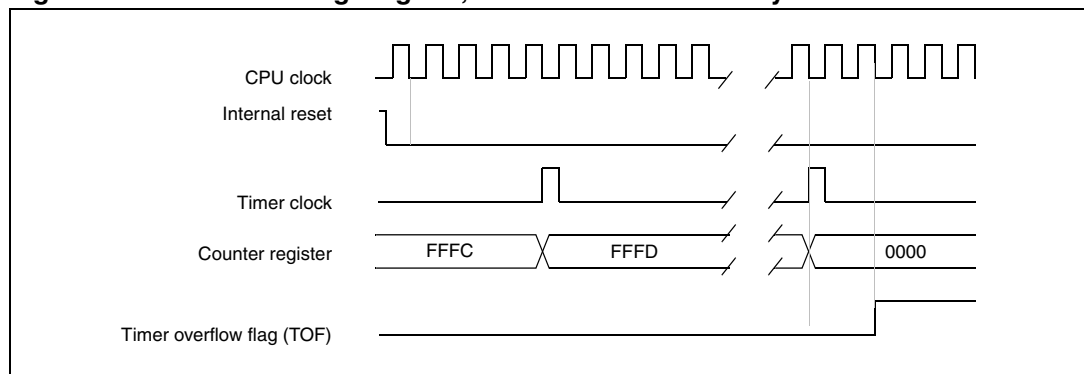 CPU clock
Internal reset
Timer clock
Counter register FFFC FFFD 0000
Timer overflow flag (TOF)